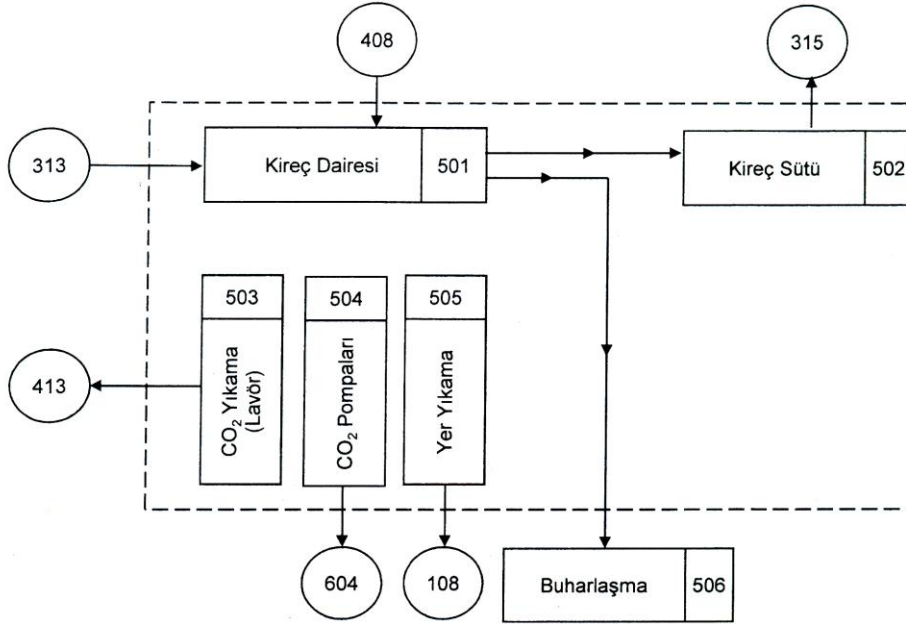 408
315
313
Kireç Dairesi 501
Kireç Sütü 502
503
504
505
413
CO₂ Yıkama
(Lavör)
CO₂ Pompaları
Yer Yıkama
604
108
Buharlaşma 506